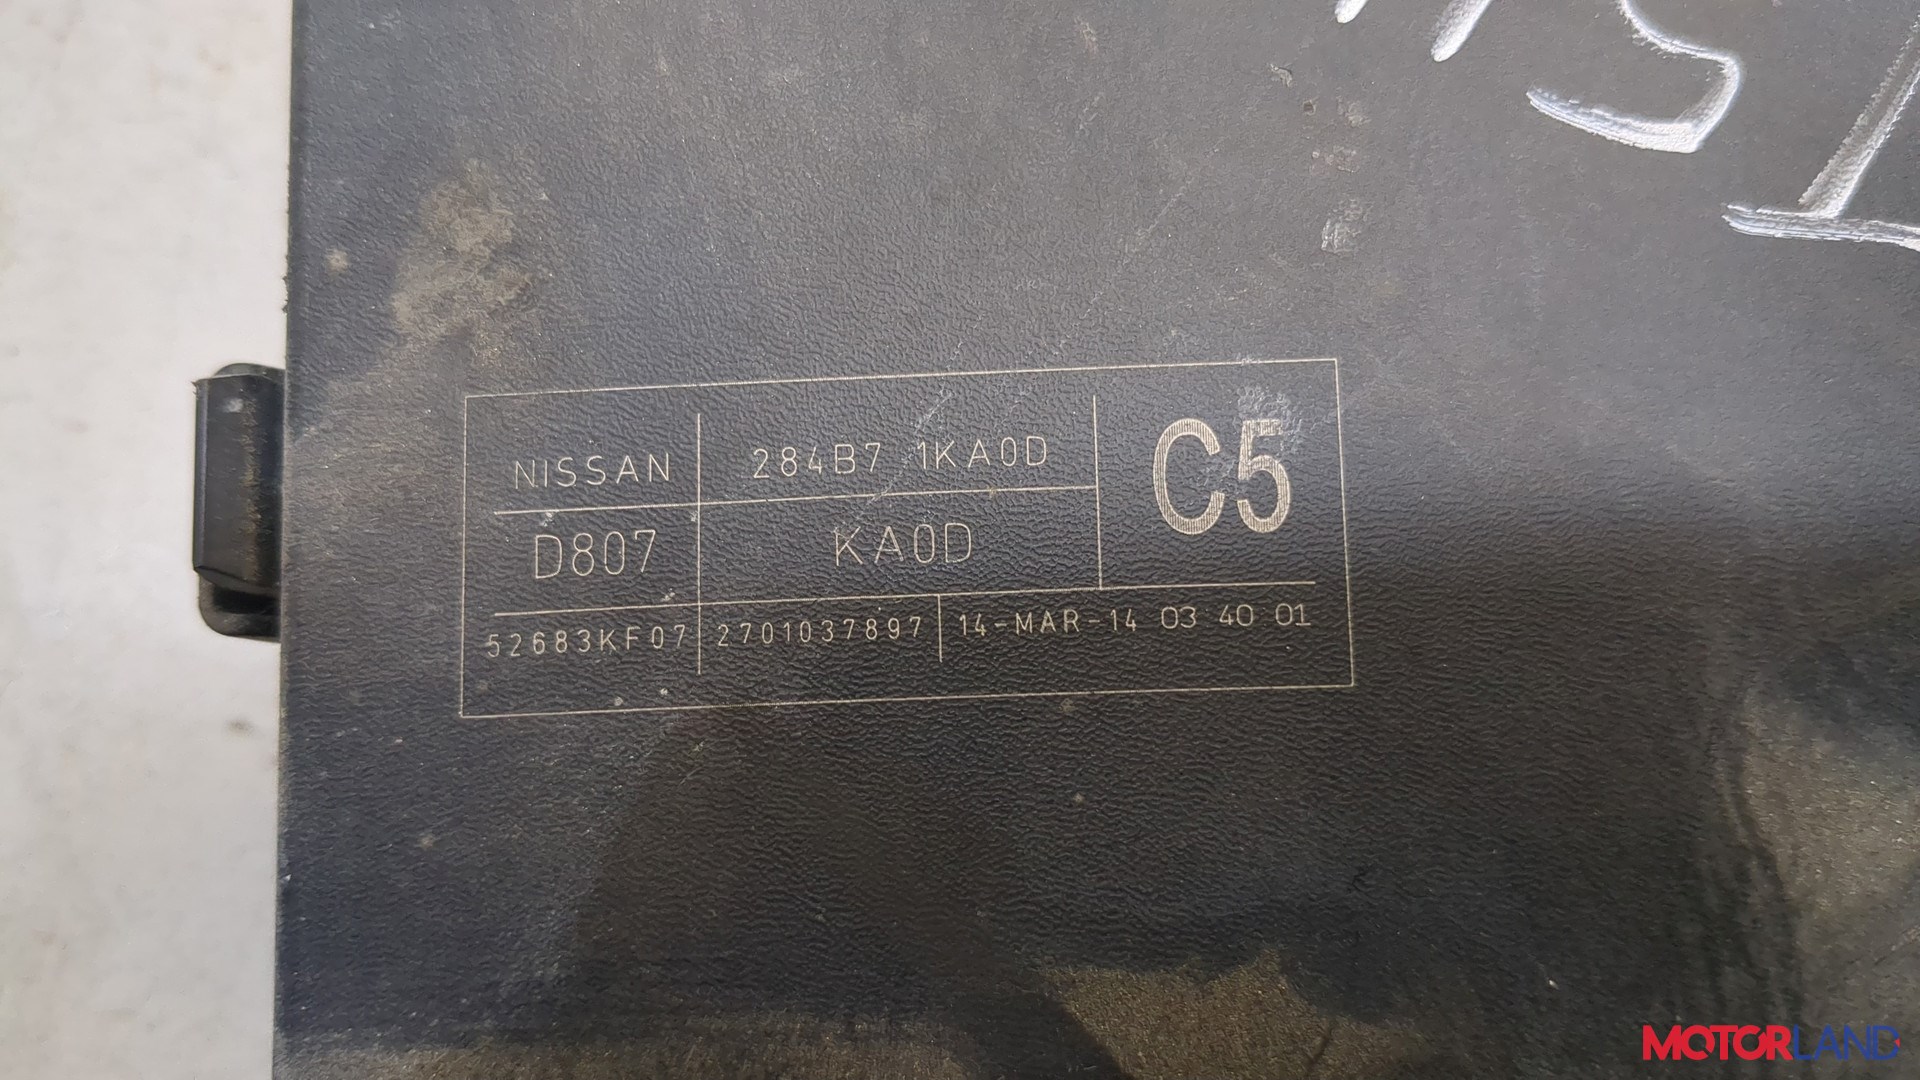 NISSAN 284B7 1KA0D C5
D807 KA0D
52683KF07 2701037897 14-MAR-14 03 40 01
MOTORLAND